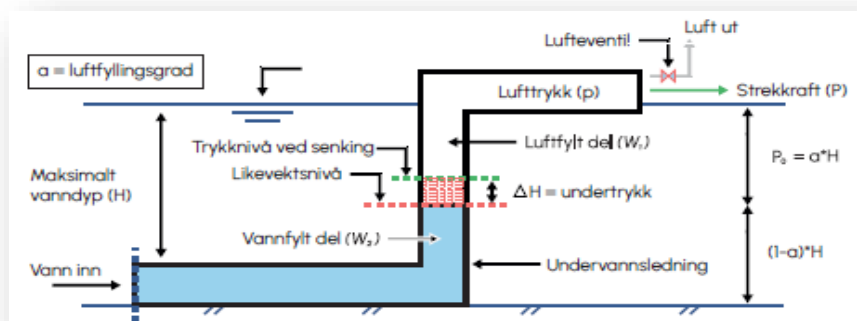 Luft ut
Lufteventi!
a = luftfyllingsgrad
Lufttrykk (p)
Strekkraft (P)
Trykknivå ved senking
Luftfylt del (W₁)
Likevektsnivå
Maksimalt
vanndyp (H)
ΔH = undertrykk
P₀ = a*H
Vannfylt del (W₂)
(1-a)*H
Vann inn
Undervannsledning